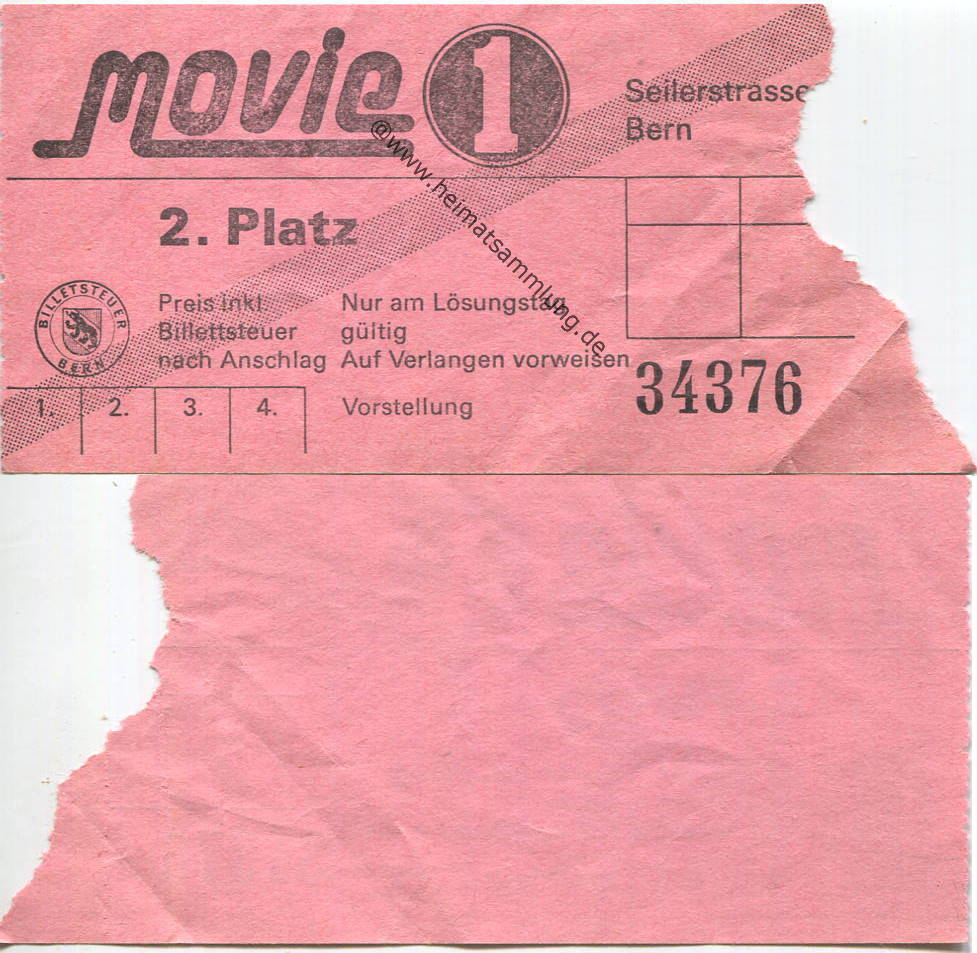 movie 1
Seilerstrasse
Bern
2. Platz
BILLETSTEUER
BERN
Preis inkl.
Billettsteuer
nach Anschlag
Nur am Lösungstag
gültig
Auf Verlangen vorweisen
34376
1. 2. 3. 4. Vorstellung
@www.heimatsammlung.de